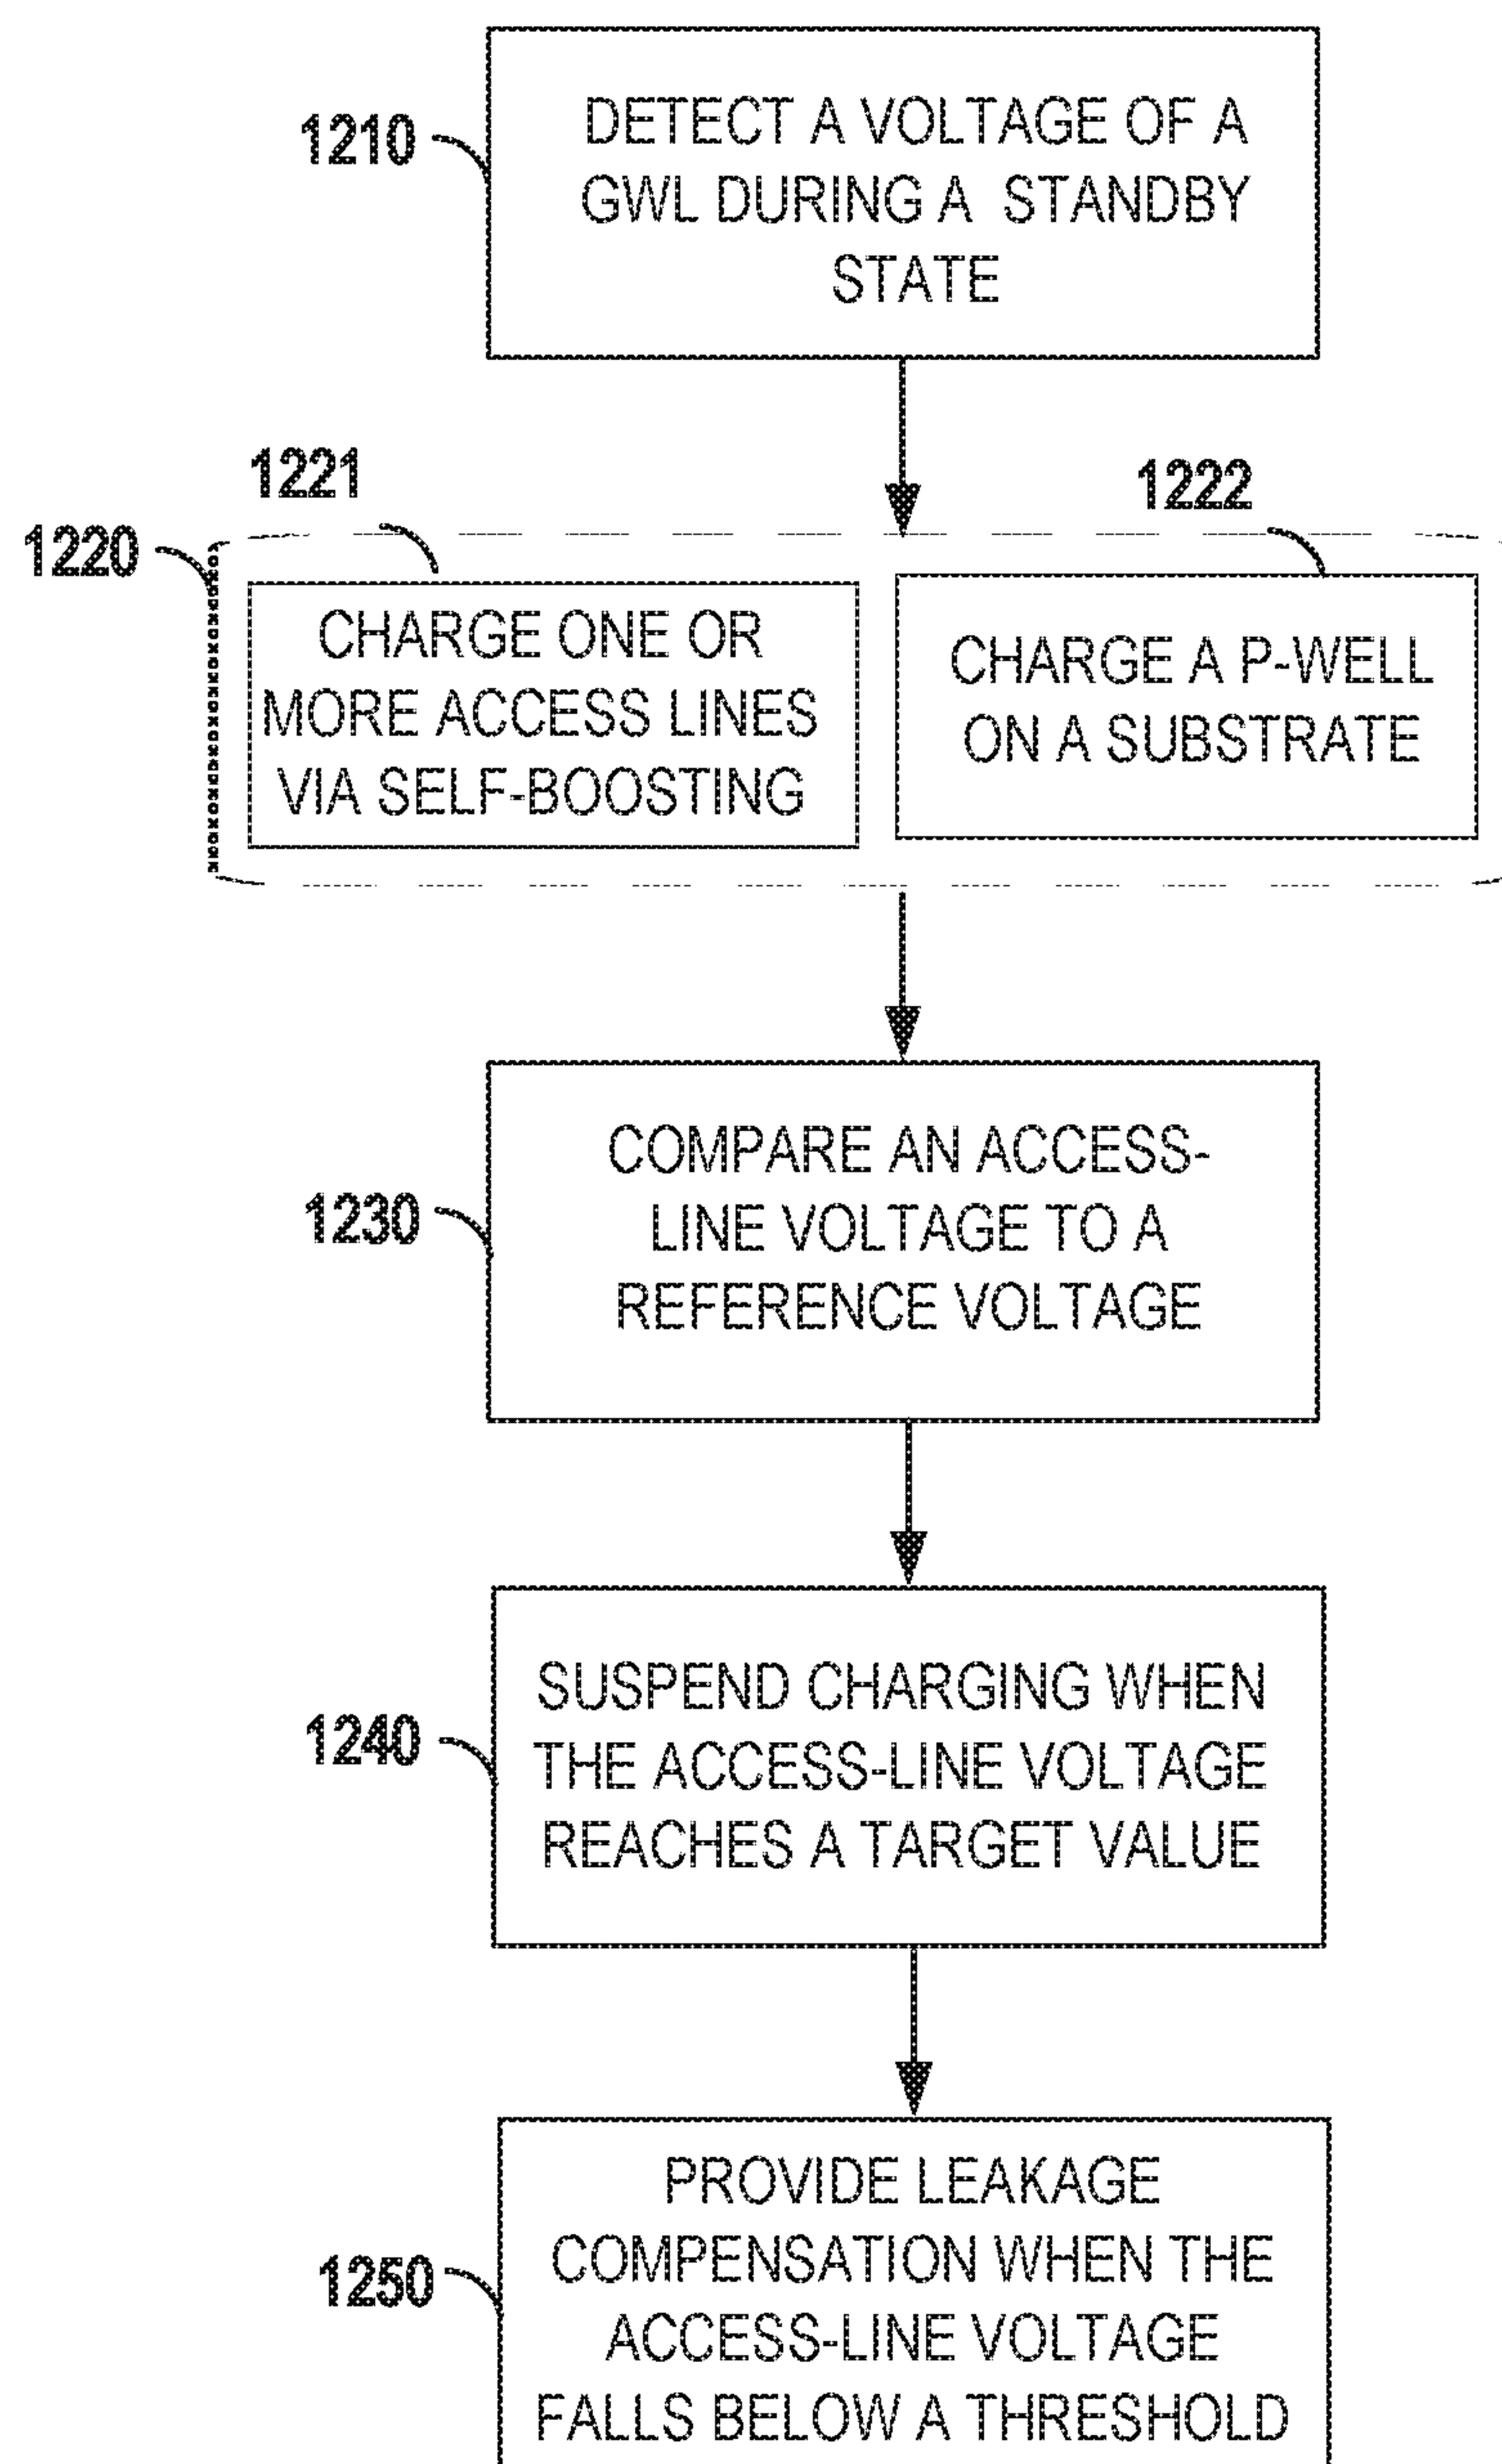 1210
DETECT A VOLTAGE OF A
GWL DURING A STANDBY
STATE
1221
1222
1220
CHARGE ONE OR
MORE ACCESS LINES
VIA SELF-BOOSTING
CHARGE A P-WELL
ON A SUBSTRATE
1230
COMPARE AN ACCESS-
LINE VOLTAGE TO A
REFERENCE VOLTAGE
1240
SUSPEND CHARGING WHEN
THE ACCESS-LINE VOLTAGE
REACHES A TARGET VALUE
1250
PROVIDE LEAKAGE
COMPENSATION WHEN THE
ACCESS-LINE VOLTAGE
FALLS BELOW A THRESHOLD